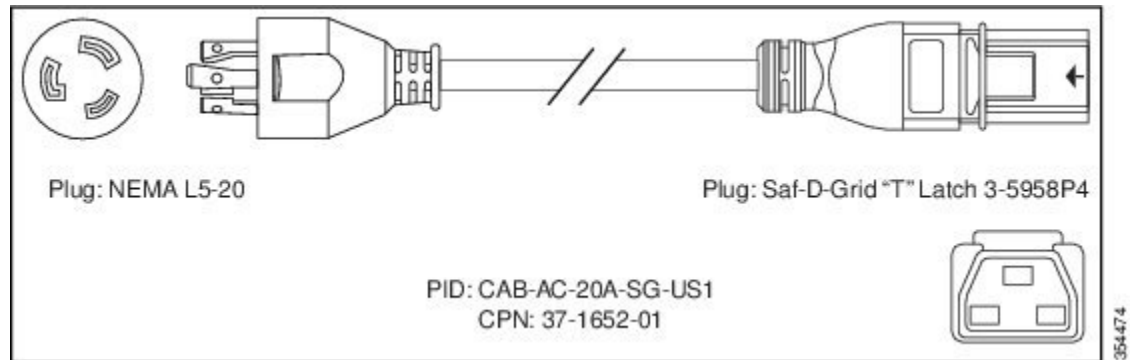 Plug: NEMA L5-20
Plug: Saf-D-Grid “T” Latch 3-5958P4
PID: CAB-AC-20A-SG-US1
CPN: 37-1652-01
354474